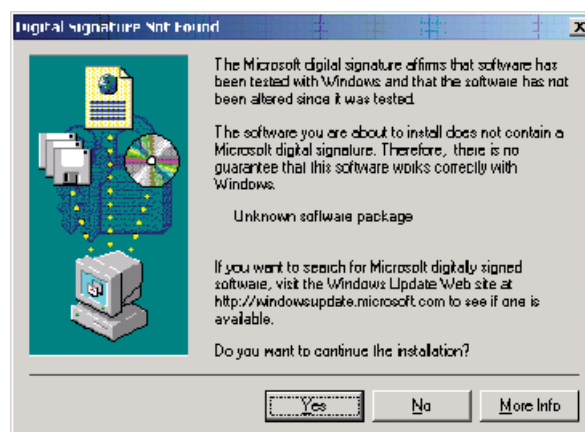 Digital Signature Not Found
The Microsoft digital signature affirms that software has
been tested with Windows and that the software has not
been altered since it was tested.
The software you are about to install does not contain a
Microsoft digital signature. Therefore, there is no
guarantee that this software works correctly with
Windows.
Unknown software package
If you want to search for Microsoft digitally signed
software, visit the Windows Update Web site at
http://windowsupdate.microsoft.com to see if one is
available.
Do you want to continue the installation?
Yes No More Info